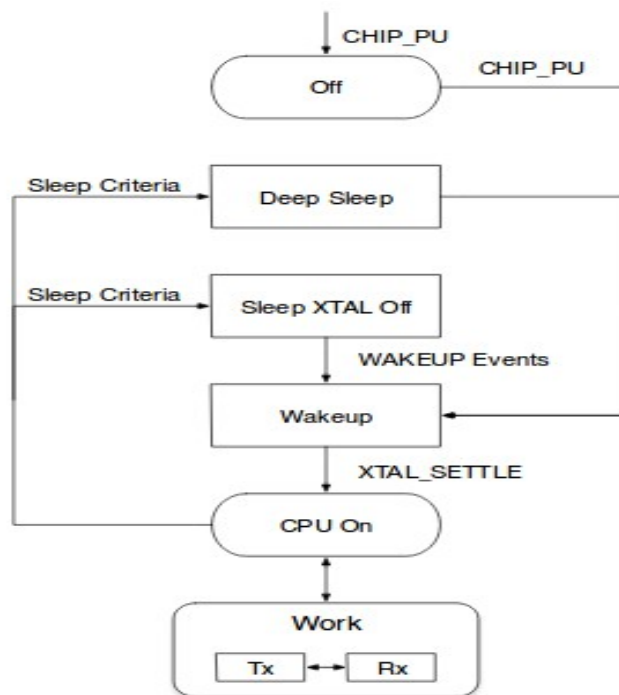 CHIP_PU
CHIP_PU
Off
Sleep Criteria
Deep Sleep
Sleep Criteria
Sleep XTAL Off
WAKEUP Events
Wakeup
XTAL_SETTLE
CPU On
Work
Tx
Rx